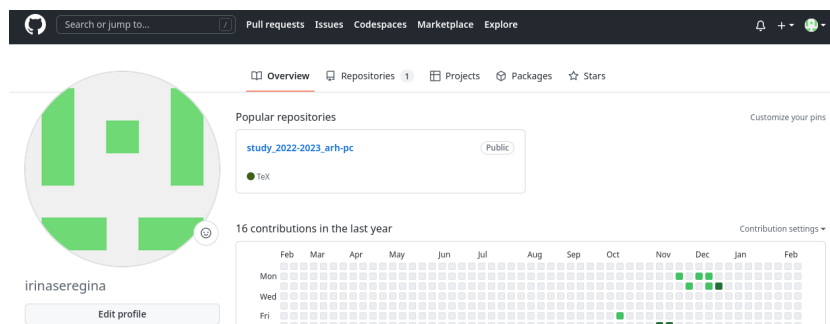 Search or jump to... /
Pull requests Issues Codespaces Marketplace Explore
Overview Repositories 1 Projects Packages Stars
Popular repositories
Customize your pins
study_2022-2023_arh-pc
Public
TeX
16 contributions in the last year
Contribution settings
Feb Mar Apr May Jun Jul Aug Sep Oct Nov Dec Jan Feb
Mon
Wed
Fri
irinaseregina
Edit profile